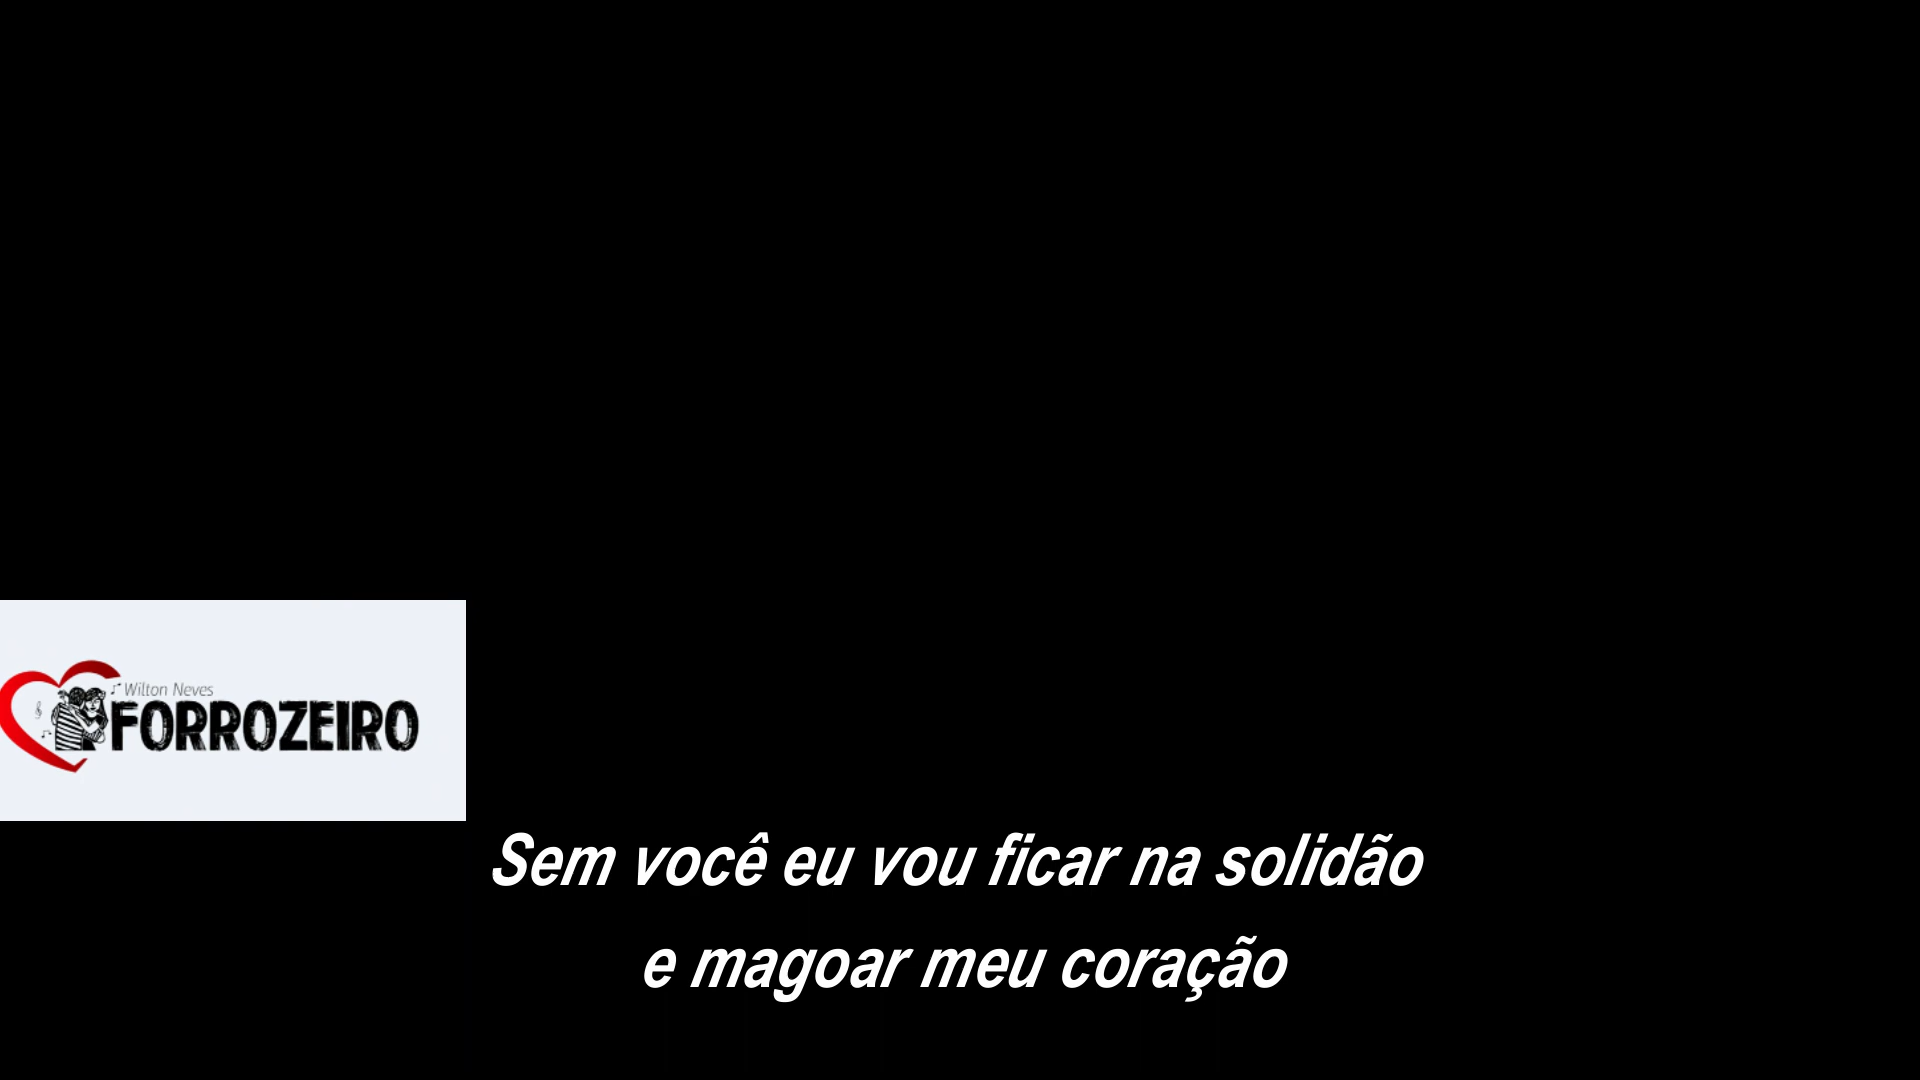 Wilton Neves
FORROZEIRO
Sem você eu vou ficar na solidão
e magoar meu coração